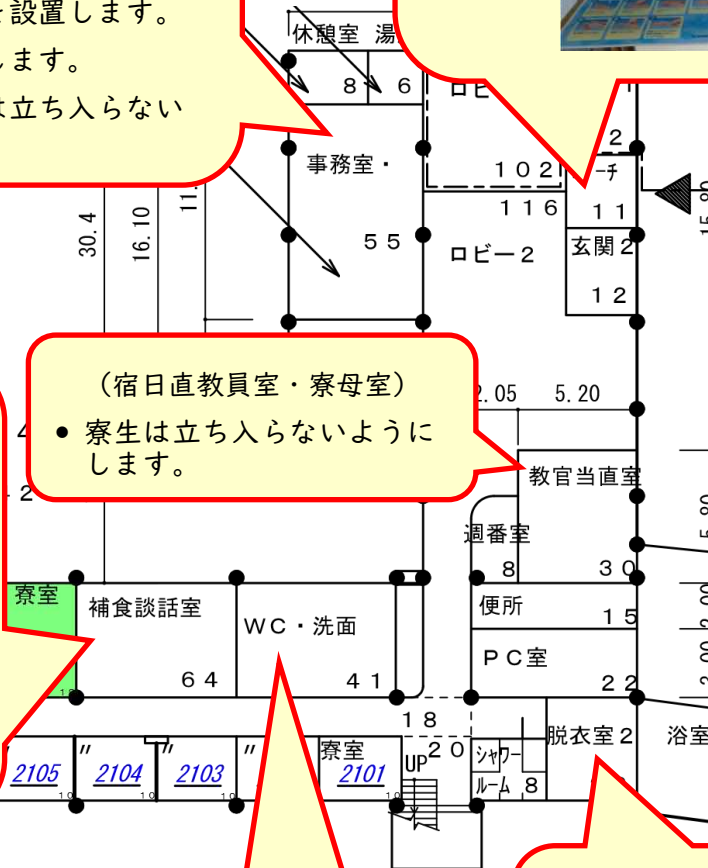 を設置します。
します。
は立ち入らない
休憩室
湯
8
6
事務室・
55
102
116
ロビー2
11
玄関2
12
2
30.4
16.10
11.
（宿日直教員室・寮母室）
● 寮生は立ち入らないように
します。
2.05
5.20
教官当直室
週番室
8
30
便所
15
PC室
22
寮室
補食談話室
64
WC・洗面
41
18
20
UP
シャワー
ルーム
8
脱衣室2
浴室
寮室
2105
2104
2103
2101